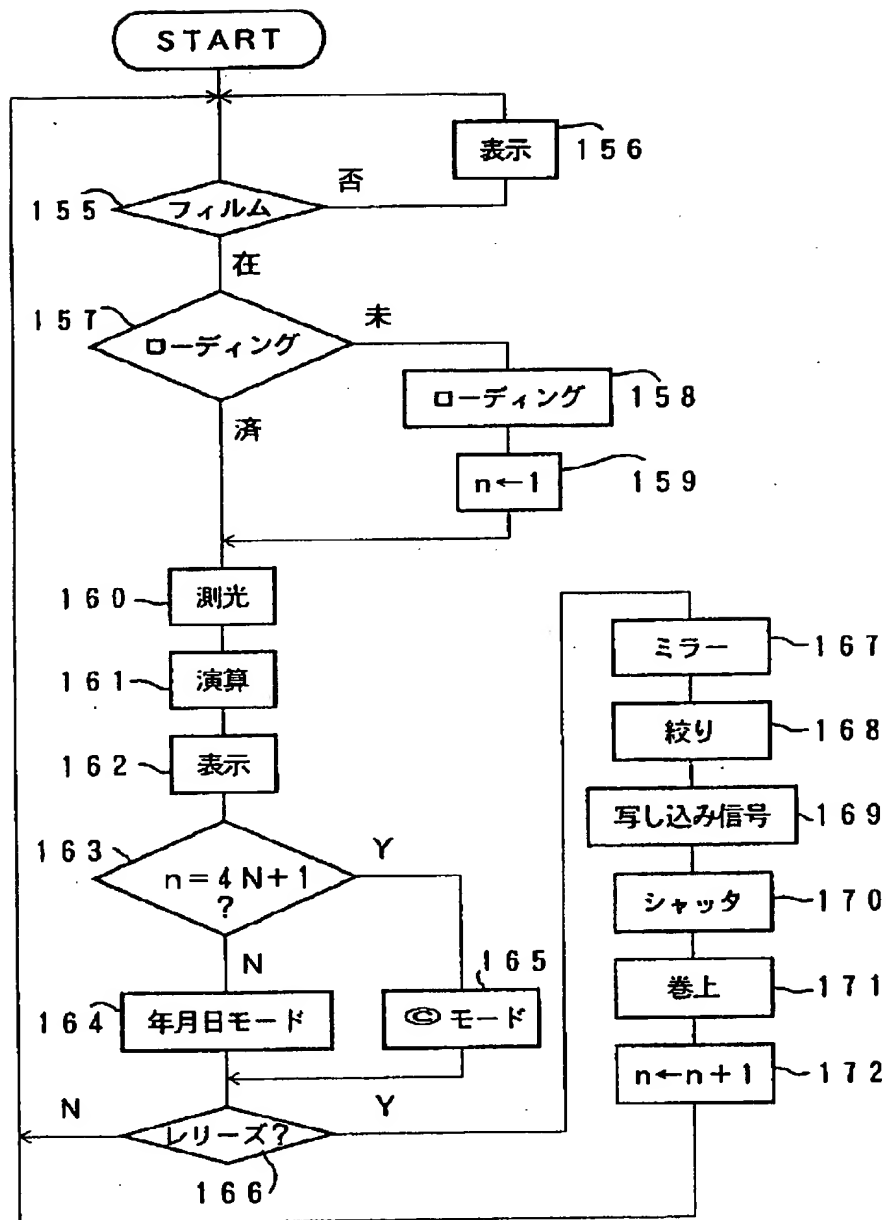 START
表示
156
155
フィルム
否
在
157
ローディング
未
ローディング
158
済
n←1
159
160
測光
161
演算
162
表示
163
n=4N+1
?
Y
N
165
164
年月日モード
©モード
N
レリーズ?
Y
166
ミラー
167
絞り
168
写し込み信号
169
シャッタ
170
巻上
171
n←n+1
172